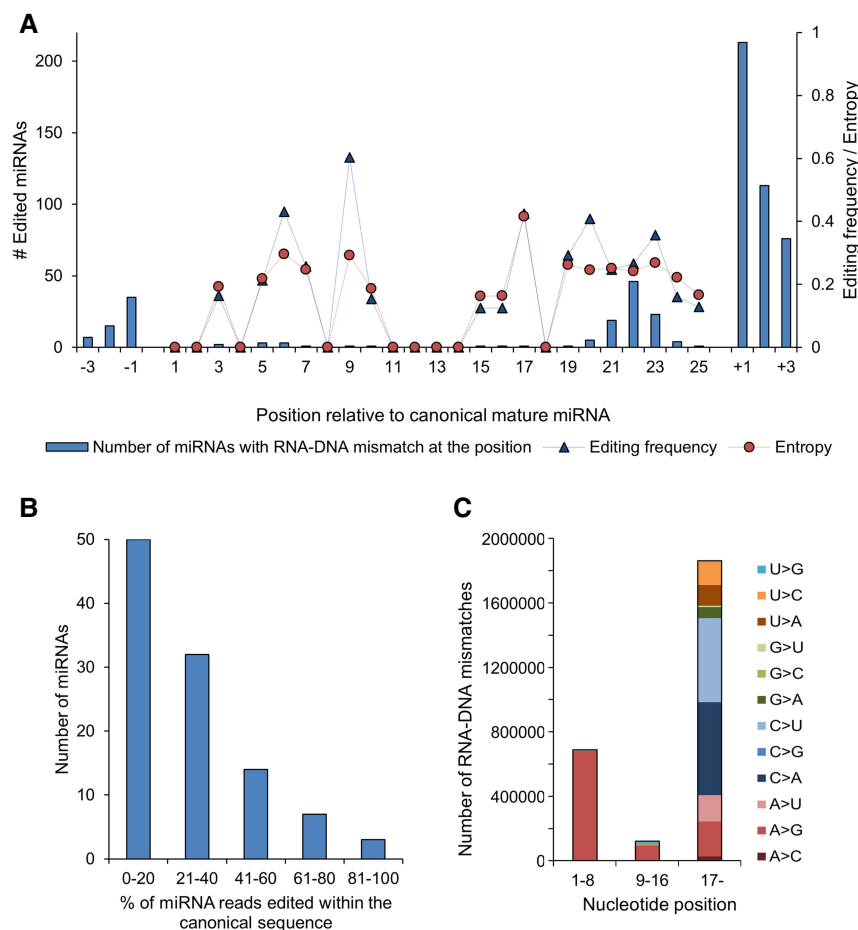 A
# Edited miRNAs
200
150
100
50
0
1
0.8
0.6
0.4
0.2
0
Editing frequency / Entropy
-3 -1 1 3 5 7 9 11 13 15 17 19 21 23 25 +1 +3
Position relative to canonical mature miRNA
Number of miRNAs with RNA-DNA mismatch at the position Editing frequency Entropy
B
Number of miRNAs
50
40
30
20
10
0
0-20 21-40 41-60 61-80 81-100
% of miRNA reads edited within the
canonical sequence
C
Number of RNA-DNA mismatches
2000000
1600000
1200000
800000
400000
0
1-8 9-16 17-
Nucleotide position
U>G
U>C
U>A
G>U
G>C
G>A
C>U
C>G
C>A
A>U
A>G
A>C